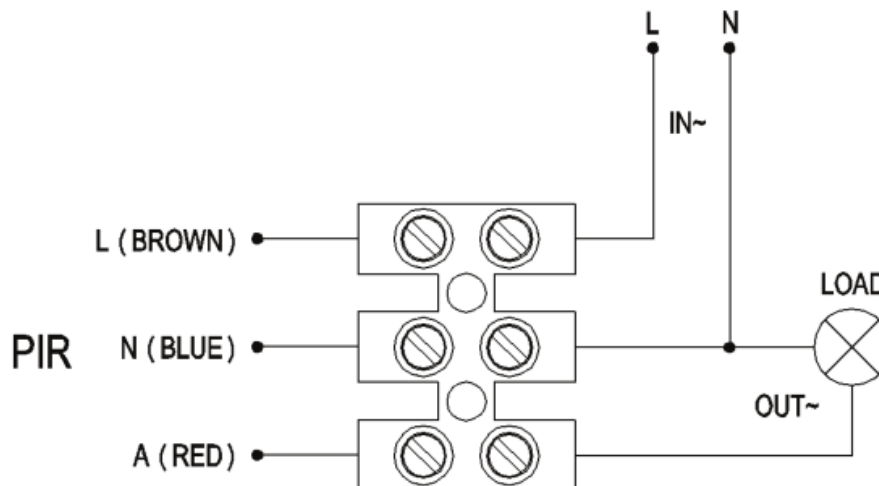 L N
IN~
L ( BROWN )
LOAD
PIR N ( BLUE )
OUT~
A ( RED )